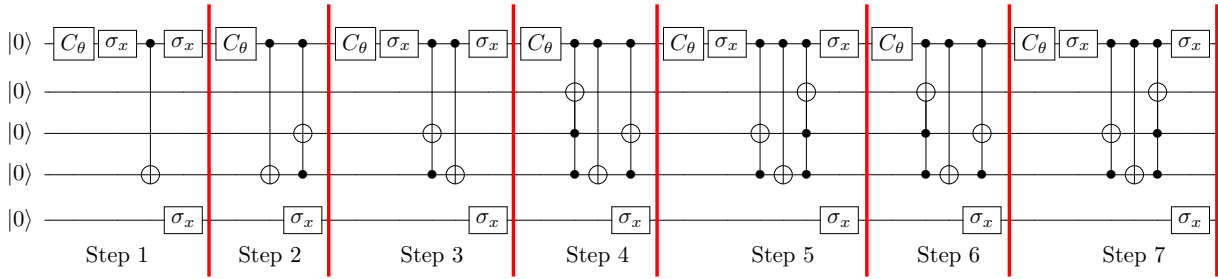 |0⟩ C_θ σ_x σ_x C_θ C_θ σ_x σ_x C_θ C_θ σ_x σ_x C_θ C_θ σ_x σ_x
|0⟩
|0⟩
|0⟩
|0⟩ σ_x σ_x σ_x σ_x σ_x σ_x σ_x
Step 1 Step 2 Step 3 Step 4 Step 5 Step 6 Step 7